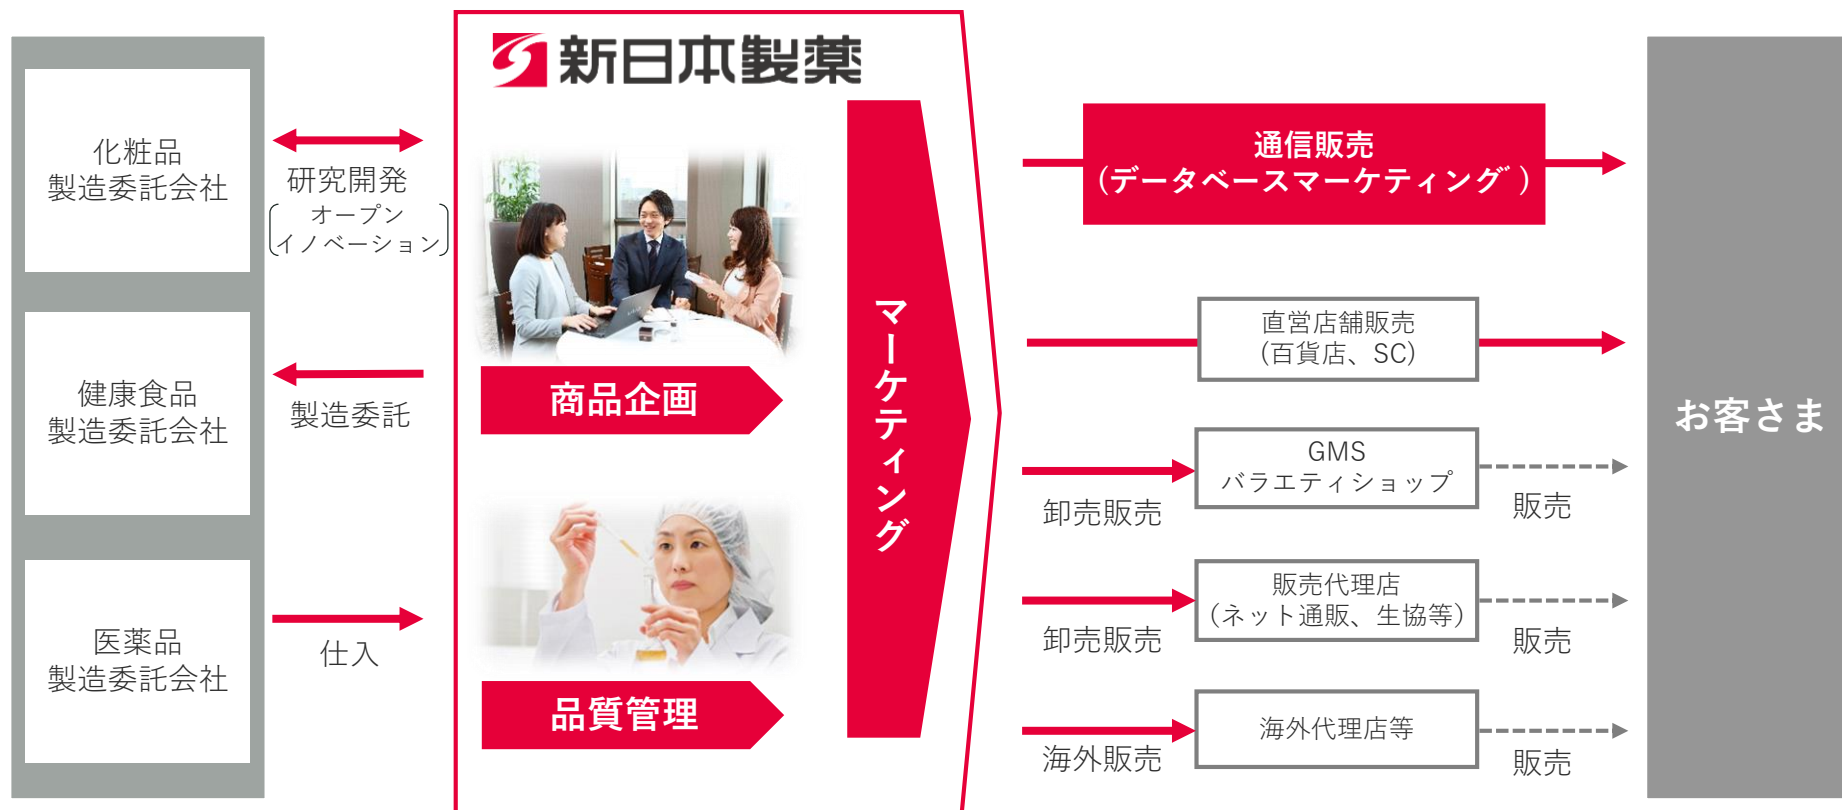 新日本製薬
化粧品
製造委託会社
健康食品
製造委託会社
医薬品
製造委託会社
研究開発
オープン
イノベーション
製造委託
仕入
商品企画
品質管理
マーケティング
通信販売
(データベースマーケティング)
直営店舗販売
(百貨店、SC)
卸売販売
GMS
バラエティショップ
販売
卸売販売
販売代理店
(ネット通販、生協等)
販売
海外販売
海外代理店等
販売
お客さま